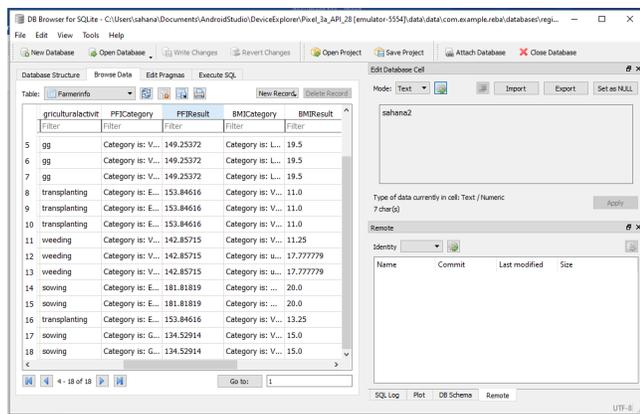 DB Browser for SQLite - C:\Users\sahana\Documents\AndroidStudio\DeviceExplorer\Pixel_3a_API_28 [emulator-5554]\data\data\com.example.reba\databases\regi...
File Edit View Tools Help
New Database Open Database Write Changes Revert Changes Open Project Save Project Attach Database Close Database
Database Structure Browse Data Edit Pragmas Execute SQL
Table: Farmerinfo New Record Delete Record
griculturalactivit PFICategory PFIResult BMICategory BMIResult
Filter Filter Filter Filter Filter
5 gg Category is: V... 149.25372 Category is: L... 19.5
6 gg Category is: V... 149.25372 Category is: L... 19.5
7 gg Category is: V... 149.25372 Category is: L... 19.5
8 transplanting Category is: E... 153.84616 Category is: V... 11.0
9 transplanting Category is: E... 153.84616 Category is: V... 11.0
10 transplanting Category is: E... 153.84616 Category is: V... 11.0
11 weeding Category is: V... 142.85715 Category is: V... 11.25
12 weeding Category is: V... 142.85715 Category is: u... 17.777779
13 weeding Category is: V... 142.85715 Category is: u... 17.777779
14 sowing Category is: E... 181.81819 Category is: ... 20.0
15 sowing Category is: E... 181.81819 Category is: ... 20.0
16 transplanting Category is: E... 153.84616 Category is: V... 13.25
17 sowing Category is: G... 134.52914 Category is: V... 15.0
18 sowing Category is: G... 134.52914 Category is: V... 15.0
4 - 18 of 18 Go to: 1
Edit Database Cell
Mode: Text Import Export Set as NULL
sahana2
Type of data currently in cell: Text / Numeric
7 char(s)
Apply
Remote
Identity
Name Commit Last modified Size
SQL Log Plot DB Schema Remote
UTF-8